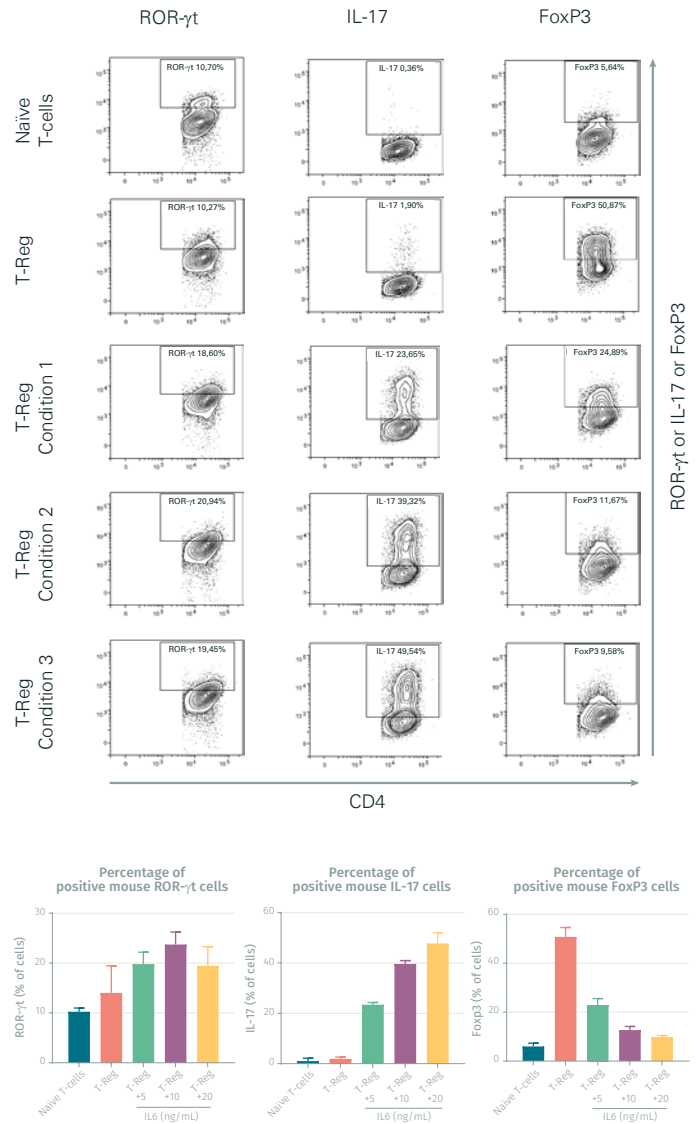 ROR-γt IL-17 FoxP3
Naïve
T-cells
ROR-γt 10,70%
IL-17 0,36%
FoxP3 5,64%
T-Reg
ROR-γt 10,27%
IL-17 1,90%
FoxP3 50,87%
T-Reg
Condition 1
ROR-γt 18,60%
IL-17 23,65%
FoxP3 24,89%
T-Reg
Condition 2
ROR-γt 20,94%
IL-17 39,32%
FoxP3 11,67%
T-Reg
Condition 3
ROR-γt 19,45%
IL-17 49,54%
FoxP3 9,58%
ROR-γt or IL-17 or FoxP3
CD4
Percentage of
positive mouse ROR-γt cells
ROR-γt (% of cells)
30
20
10
0
Naïve T-cells
T-Reg
T-Reg
+5
T-Reg
+10
T-Reg
+20
IL6 (ng/mL)
Percentage of
positive mouse IL-17 cells
IL-17 (% of cells)
60
40
20
0
Naïve T-cells
T-Reg
T-Reg
+5
T-Reg
+10
T-Reg
+20
IL6 (ng/mL)
Percentage of
positive mouse FoxP3 cells
Foxp3 (% of cells)
60
40
20
0
Naïve T-cells
T-Reg
T-Reg
+5
T-Reg
+10
T-Reg
+20
IL6 (ng/mL)